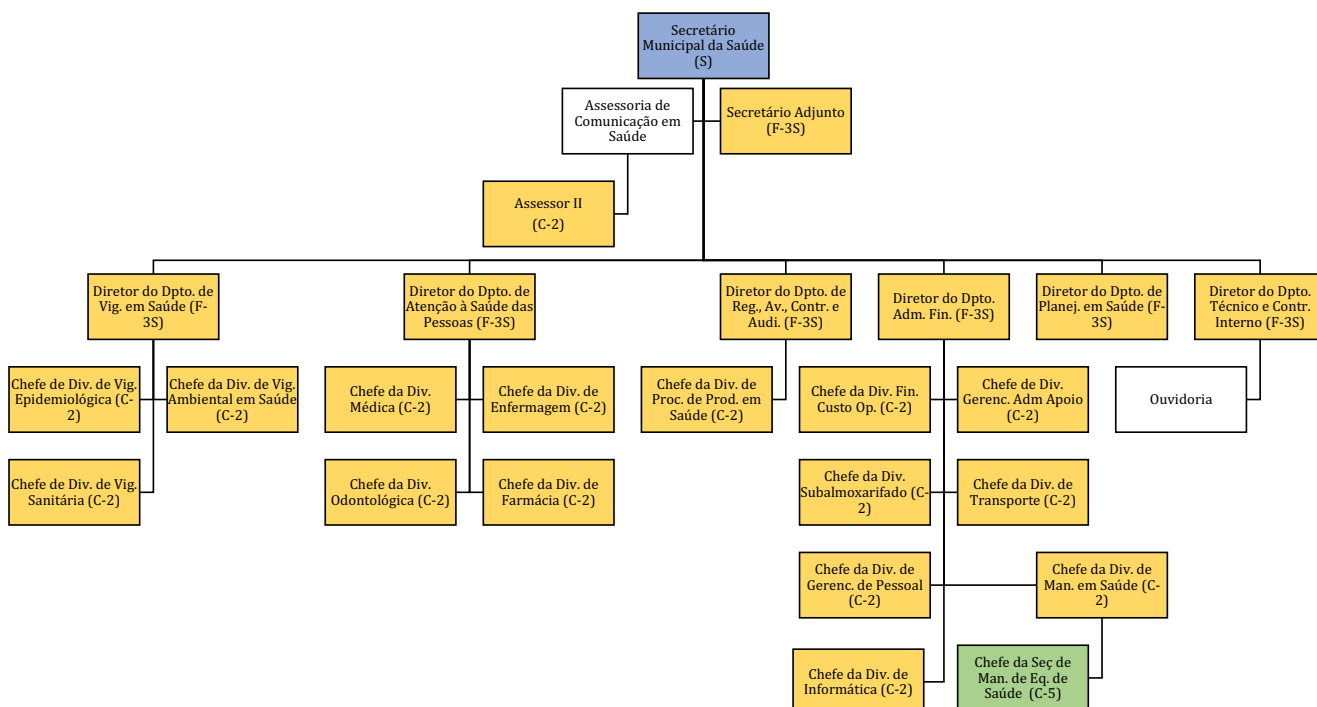 Secretário
Municipal da Saúde
(S)
Assessoria de
Comunicação em
Saúde
Secretário Adjunto
(F-3S)
Assessor II
(C-2)
Diretor do Dpto. de
Vig. em Saúde (F-
3S)
Diretor do Dpto. de
Atenção à Saúde das
Pessoas (F-3S)
Diretor do Dpto. de
Reg., Av., Contr. e
Audi. (F-3S)
Diretor do Dpto.
Adm. Fin. (F-3S)
Diretor do Dpto. de
Planej. em Saúde (F-
3S)
Diretor do Dpto.
Técnico e Contr.
Interno (F-3S)
Chefe de Div. de Vig.
Epidemiológica (C-
2)
Chefe da Div. de Vig.
Ambiental em Saúde
(C-2)
Chefe da Div.
Médica (C-2)
Chefe da Div. de
Enfermagem (C-2)
Chefe da Div. de
Proc. de Prod. em
Saúde (C-2)
Chefe da Div. Fin.
Custo Op. (C-2)
Chefe de Div.
Gerenc. Adm Apoio
(C-2)
Ouvidoria
Chefe de Div. de Vig.
Sanitária (C-2)
Chefe da Div.
Odontológica (C-2)
Chefe da Div. de
Farmácia (C-2)
Chefe da Div.
Subalmoxarifado (C-
2)
Chefe da Div. de
Transporte (C-2)
Chefe da Div. de
Gerenc. de Pessoal
(C-2)
Chefe da Div. de
Man. em Saúde (C-
2)
Chefe da Div. de
Informática (C-2)
Chefe da Seç de
Man. de Eq. de
Saúde (C-5)